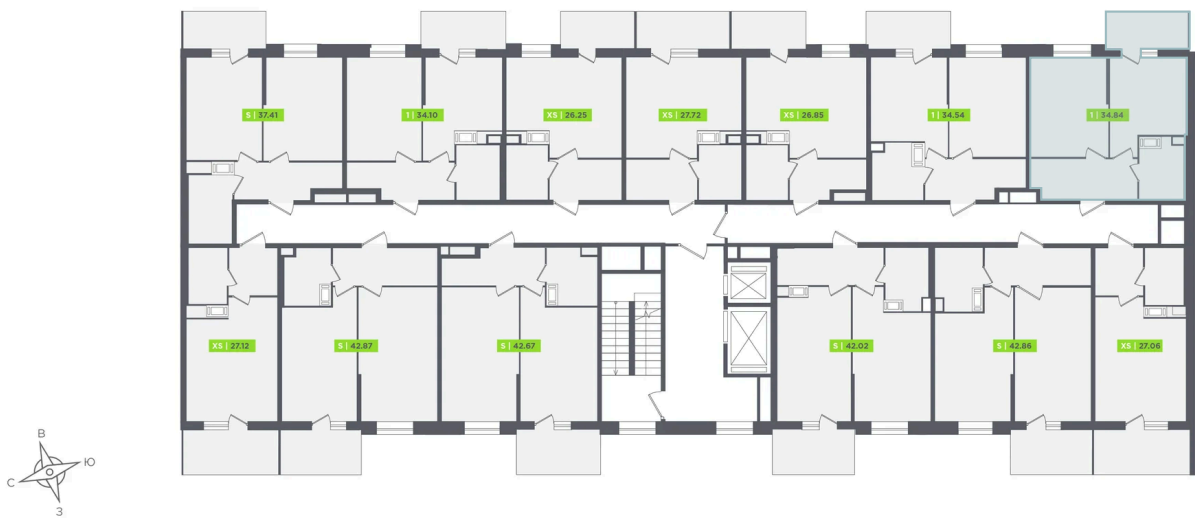 S | 37.41
1 | 34.10
XS | 26.25
XS | 27.72
XS | 26.85
1 | 34.54
1 | 34.84
XS | 27.12
S | 42.87
S | 42.67
S | 42.02
S | 42.86
XS | 27.06
В
Ю
С
З